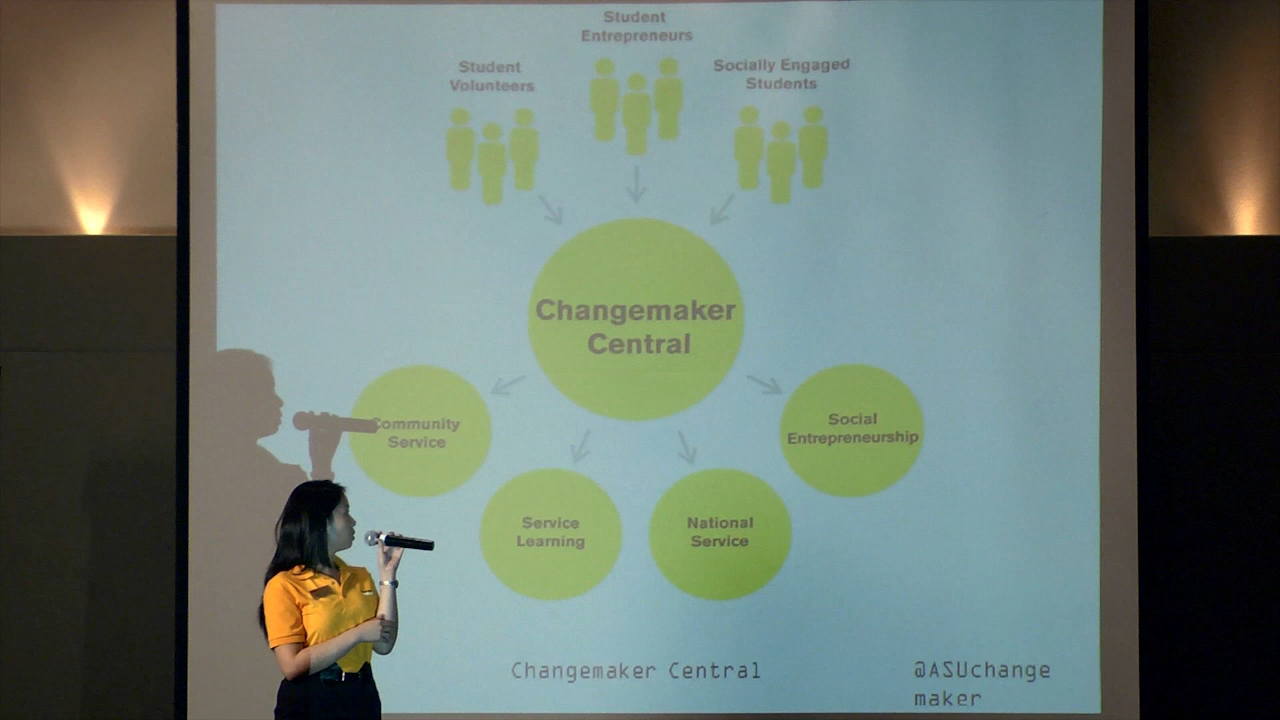 Student
Entrepreneurs
Student
Volunteers
Socially Engaged
Students
Changemaker
Central
Community
Service
Social
Entrepreneurship
Service
Learning
National
Service
Changemaker Central
@ASUchange
maker